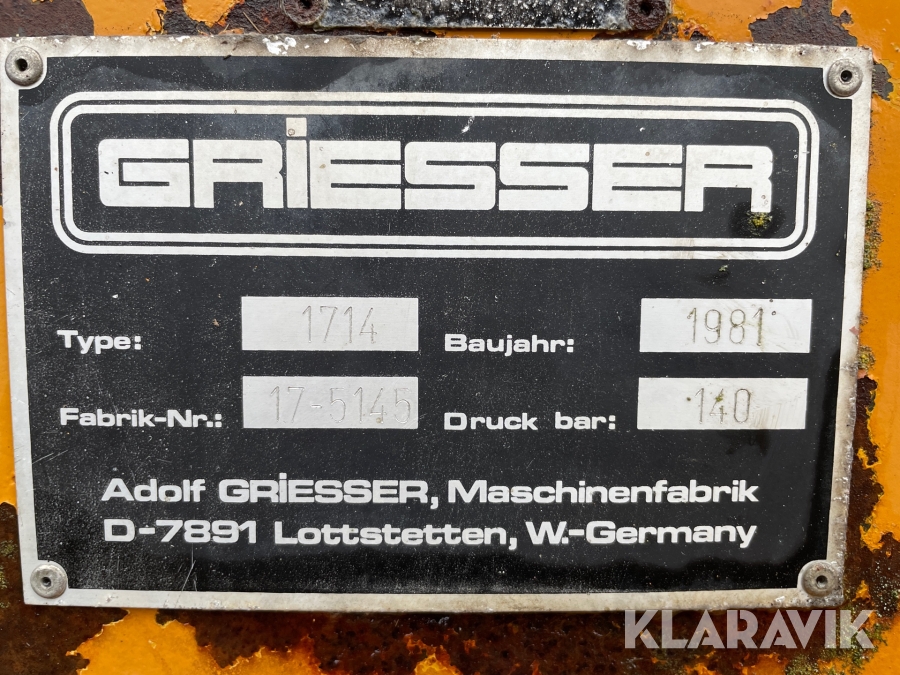 GRiESSER
Type: 1714 Baujahr: 1981
Fabrik-Nr.: 17-5145 Druck bar: 140
Adolf GRiESSER, Maschinenfabrik
D-7891 Lottstetten, W.-Germany
KLARAVIK